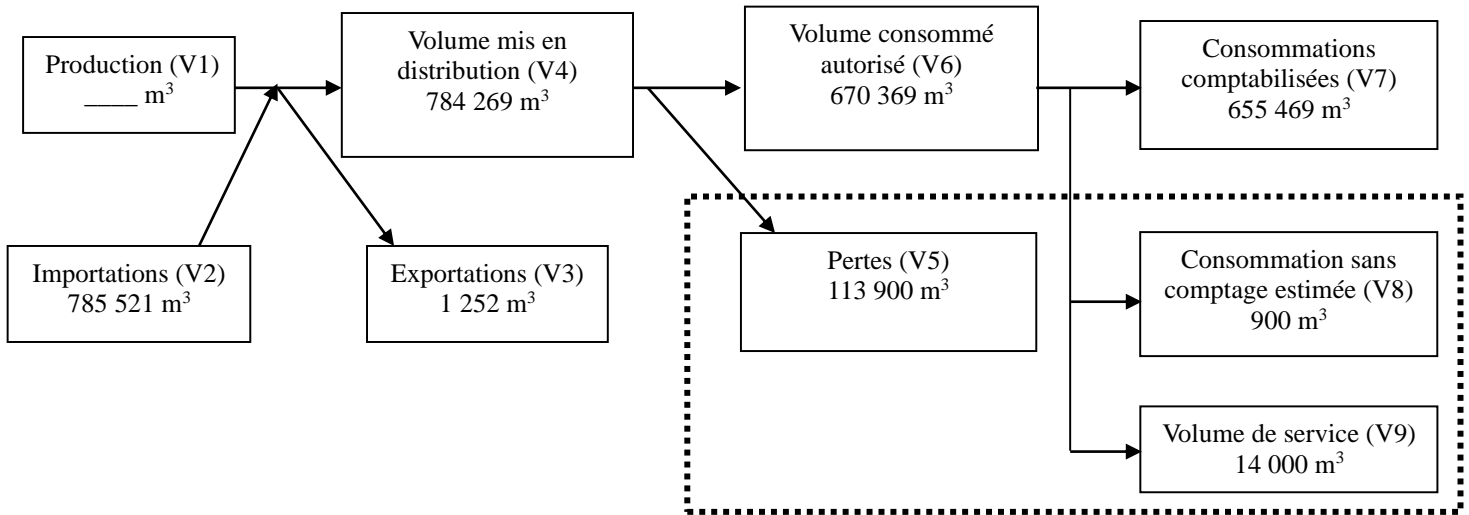 Production (V1)
____ m³
Volume mis en
distribution (V4)
784 269 m³
Volume consommé
autorisé (V6)
670 369 m³
Consommations
comptabilisées (V7)
655 469 m³
Importations (V2)
785 521 m³
Exportations (V3)
1 252 m³
Pertes (V5)
113 900 m³
Consommation sans
comptage estimée (V8)
900 m³
Volume de service (V9)
14 000 m³